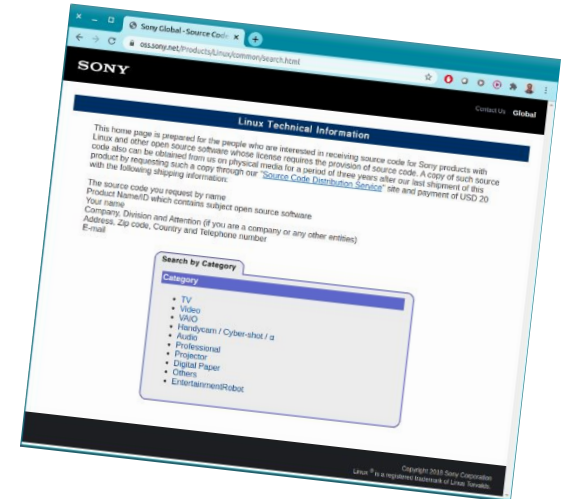 Sony Global - Source Code
oss.sony.net/Products/Linux/common/search.html
SONY
Contact Us Global
Linux Technical Information
This home page is prepared for the people who are interested in receiving source code for Sony products with
Linux and other open source software whose license requires the provision of source code. A copy of such source
code also can be obtained from us on physical media for a period of three years after our last shipment of this
product by requesting such a copy through our "Source Code Distribution Service" site and payment of USD 20
with the following shipping information:
The source code you request by name
Product Name/ID which contains subject open source software
Your name
Company, Division and Attention (if you are a company or any other entities)
Address, Zip code, Country and Telephone number
E-mail
Search by Category
Category
TV
Video
VAIO
Handycam / Cyber-shot / α
Audio
Professional
Projector
Digital Paper
Others
EntertainmentRobot
Copyright 2018 Sony Corporation
Linux ® is a registered trademark of Linus Torvalds.